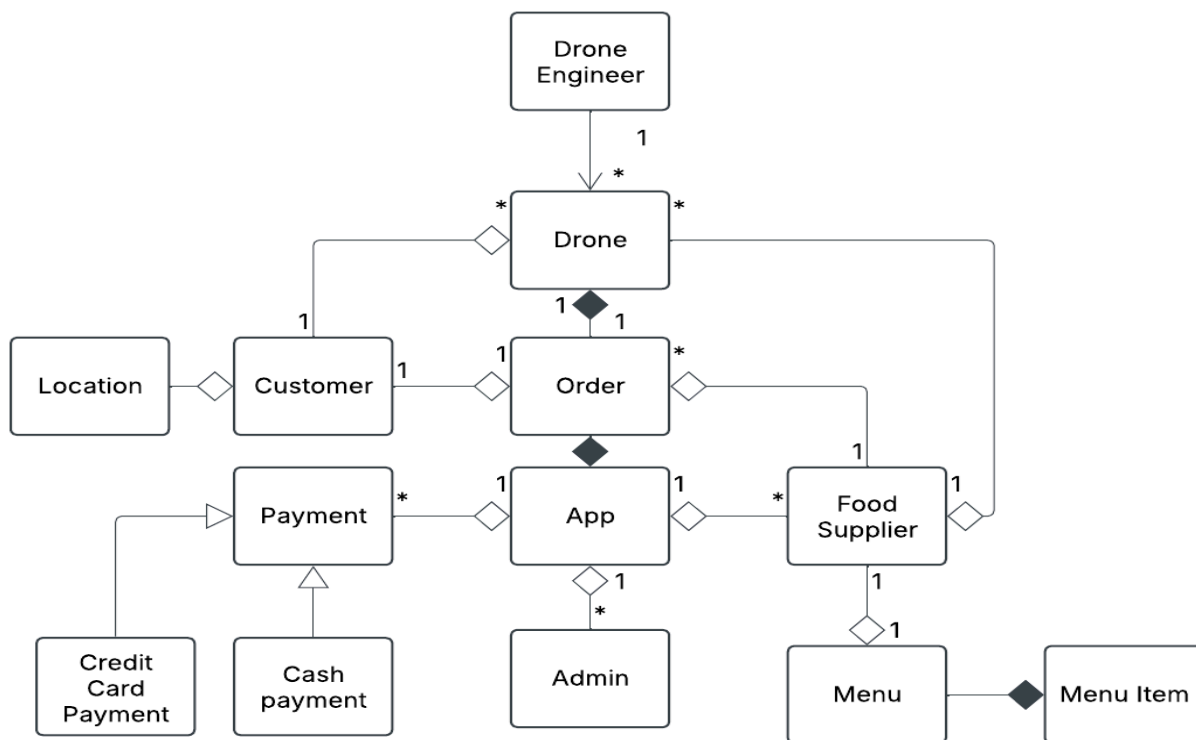 Drone
Engineer
1
*
*
*
Drone
1
1
1
1
*
1
Location
Customer
Order
1
*
1
1
*
1
Payment
App
Food
Supplier
1
1
*
1
Credit
Card
Payment
Cash
payment
Admin
Menu
Menu Item